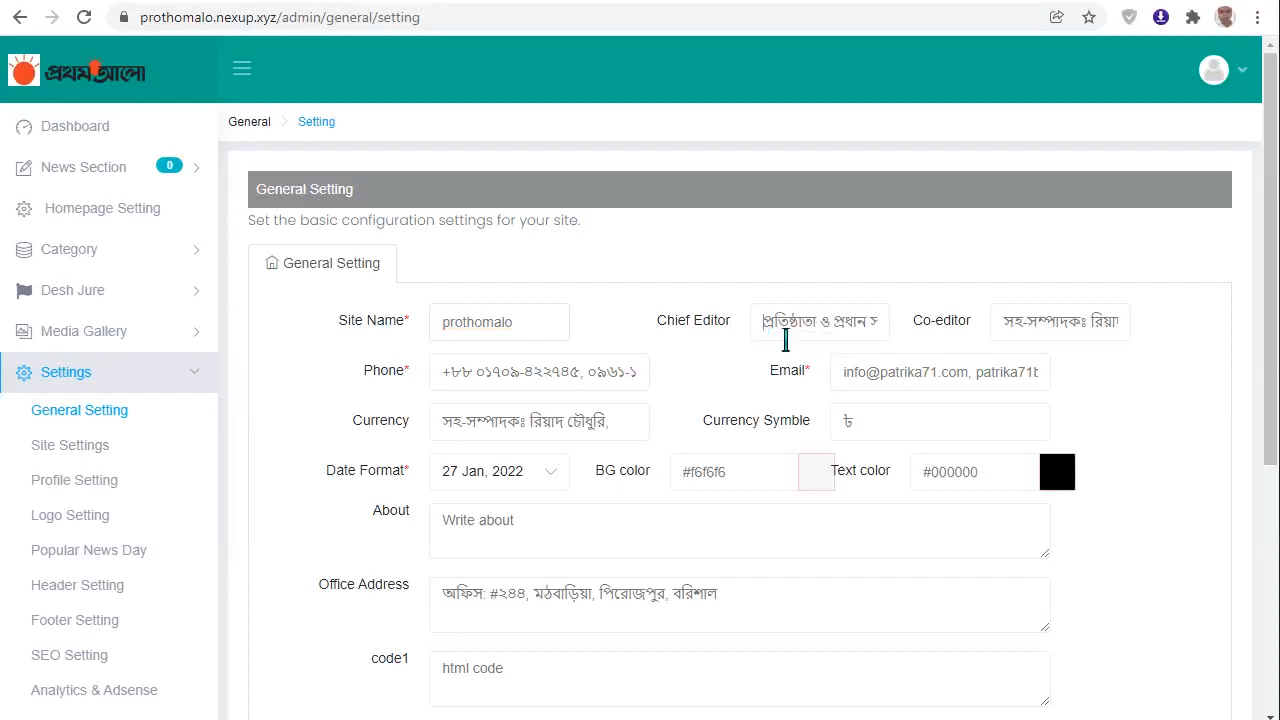 prothomalo.nexup.xyz/admin/general/setting
প্রথম আলো
Dashboard
General
Setting
News Section
0
General Setting
Homepage Setting
Set the basic configuration settings for your site.
Category
General Setting
Desh Jure
Site Name*
prothomalo
Chief Editor
প্রতিষ্ঠাতা ও প্রধান স
Co-editor
সহ-সম্পাদকঃ রিয়া
Media Gallery
Settings
Phone*
+৮৮ ০১৭০৯-৪২২৭৪৫, ০৯৬১-১
Email*
info@patrika71.com, patrika71b
General Setting
Currency
সহ-সম্পাদকঃ রিয়াদ চৌধুরি,
Currency Symble
৳
Site Settings
Date Format*
27 Jan, 2022
BG color
#f6f6f6
Text color
#000000
Profile Setting
About
Write about
Logo Setting
Popular News Day
Office Address
অফিস: #২৪৪, মঠবাড়িয়া, পিরোজপুর, বরিশাল
Header Setting
Footer Setting
SEO Setting
code1
html code
Analytics & Adsense